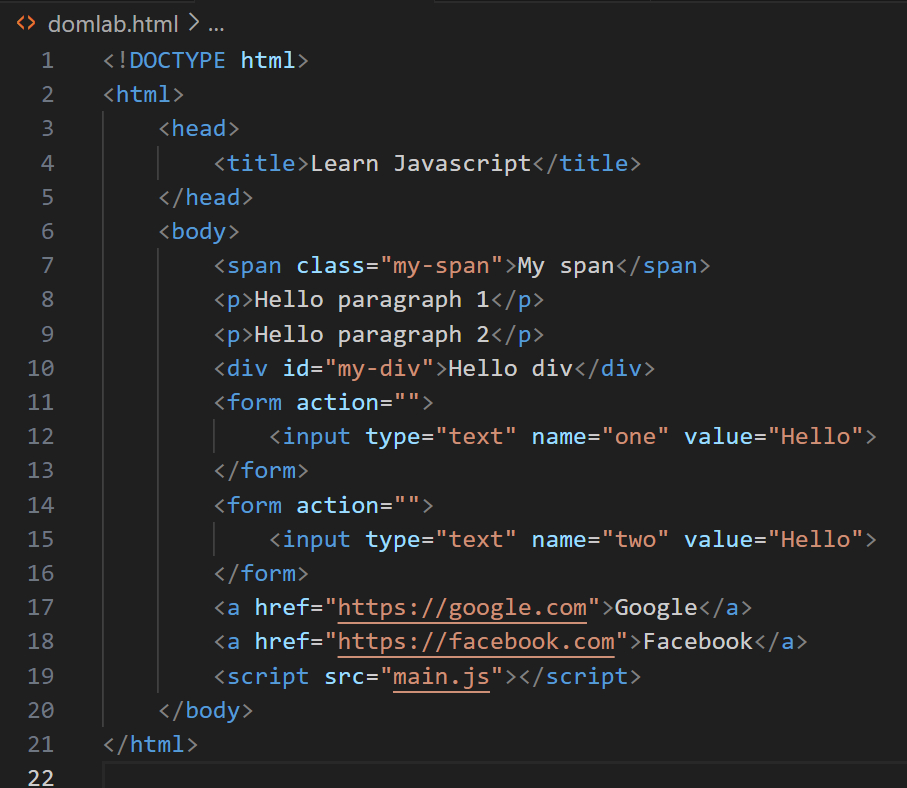 domlab.html > ...
1 <!DOCTYPE html>
2 <html>
3     <head>
4         <title>Learn Javascript</title>
5     </head>
6     <body>
7         <span class="my-span">My span</span>
8         <p>Hello paragraph 1</p>
9         <p>Hello paragraph 2</p>
10         <div id="my-div">Hello div</div>
11         <form action="">
12             <input type="text" name="one" value="Hello">
13         </form>
14         <form action="">
15             <input type="text" name="two" value="Hello">
16         </form>
17         <a href="https://google.com">Google</a>
18         <a href="https://facebook.com">Facebook</a>
19         <script src="main.js"></script>
20     </body>
21 </html>
22